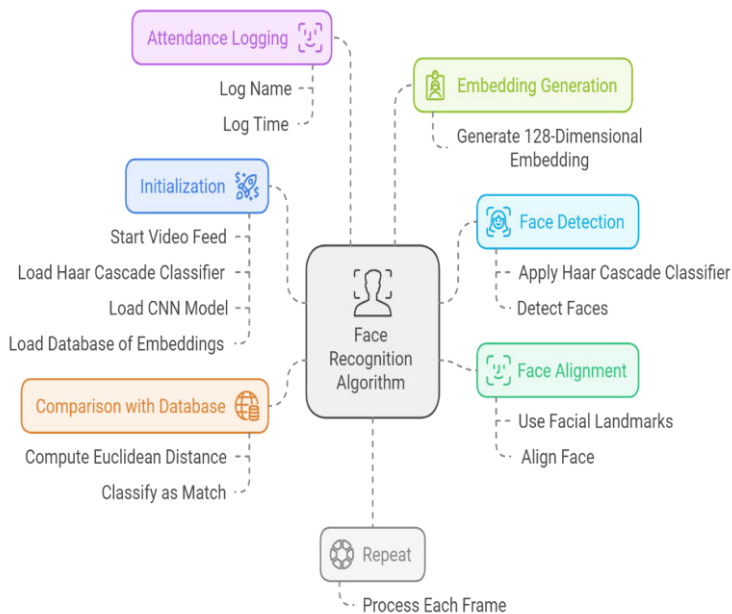 Attendance Logging
Log Name
Log Time
Embedding Generation
Generate 128-Dimensional
Embedding
Initialization
Start Video Feed
Load Haar Cascade Classifier
Load CNN Model
Load Database of Embeddings
Face Detection
Apply Haar Cascade Classifier
Detect Faces
Face
Recognition
Algorithm
Face Alignment
Use Facial Landmarks
Align Face
Comparison with Database
Compute Euclidean Distance
Classify as Match
Repeat
Process Each Frame